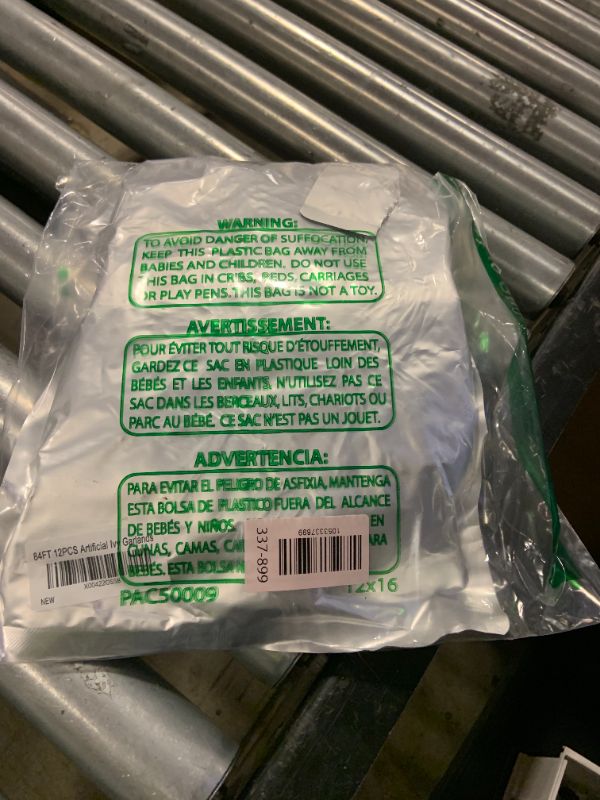 WARNING:
TO AVOID DANGER OF SUFFOCATION,
KEEP THIS PLASTIC BAG AWAY FROM
BABIES AND CHILDREN. DO NOT USE
THIS BAG IN CRIBS, BEDS, CARRIAGES
OR PLAY PENS. THIS BAG IS NOT A TOY.
AVERTISSEMENT:
POUR ÉVITER TOUT RISQUE D'ÉTOUFFEMENT,
GARDEZ CE SAC EN PLASTIQUE LOIN DES
BÉBÉS ET LES ENFANTS. N'UTILISEZ PAS CE
SAC DANS LES BERCEAUX, LITS, CHARIOTS OU
PARC AU BÉBÉ. CE SAC N'EST PAS UN JOUET.
ADVERTENCIA:
PARA EVITAR EL PELIGRO DE ASFIXIA, MANTENGA
ESTA BOLSA DE PLASTICO FUERA DEL ALCANCE
DE BEBÉS Y NIÑOS. EN
CUNAS, CAMAS, PARA
BEBÉS. ESTA BOLSA
84FT 12PCS Artificial Ivy Garlands
NEW
1053337899
337-899
PAC50009
12x16